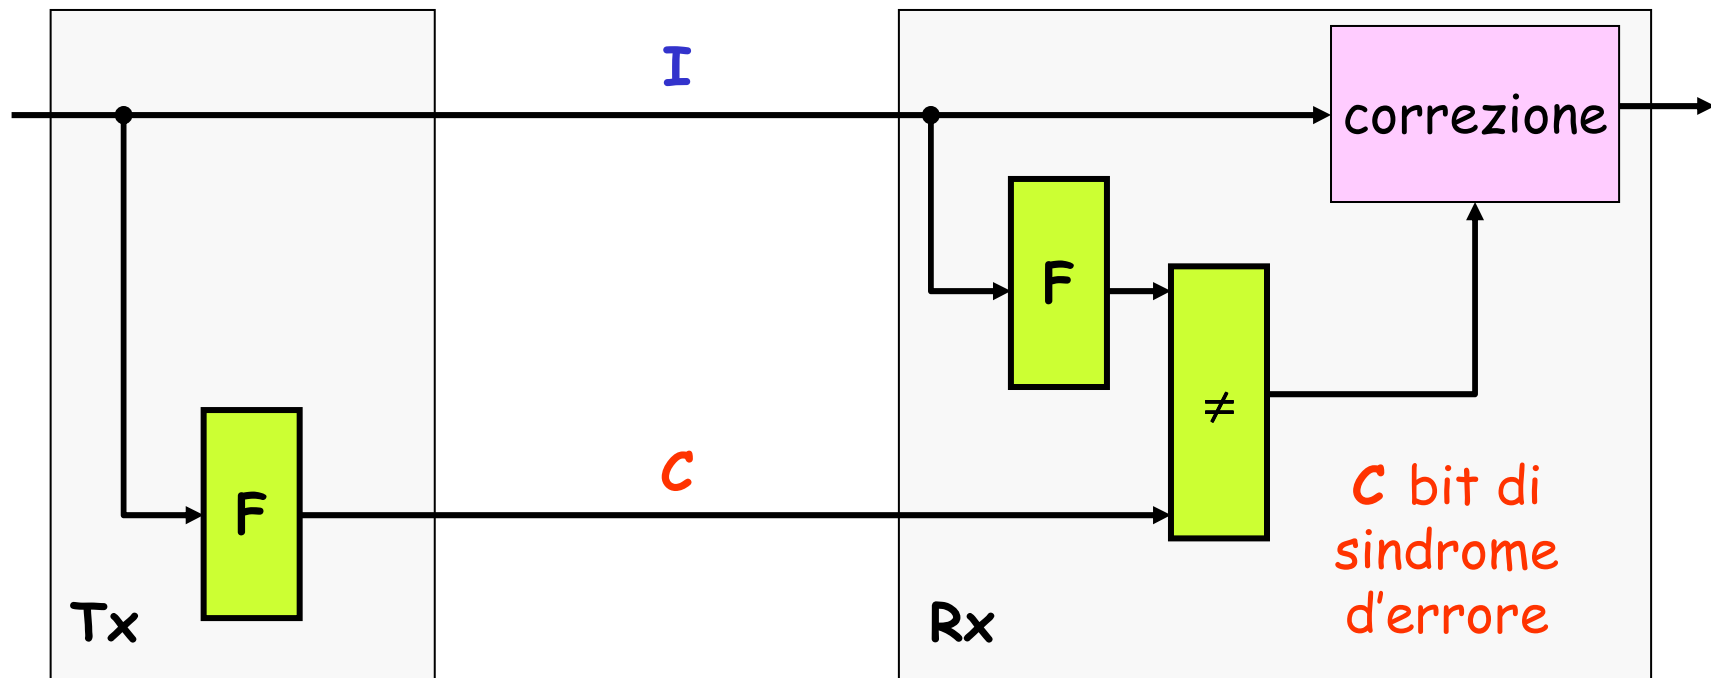 I
correzione
F
≠
C
F
C bit di
sindrome
d'errore
Tx
Rx